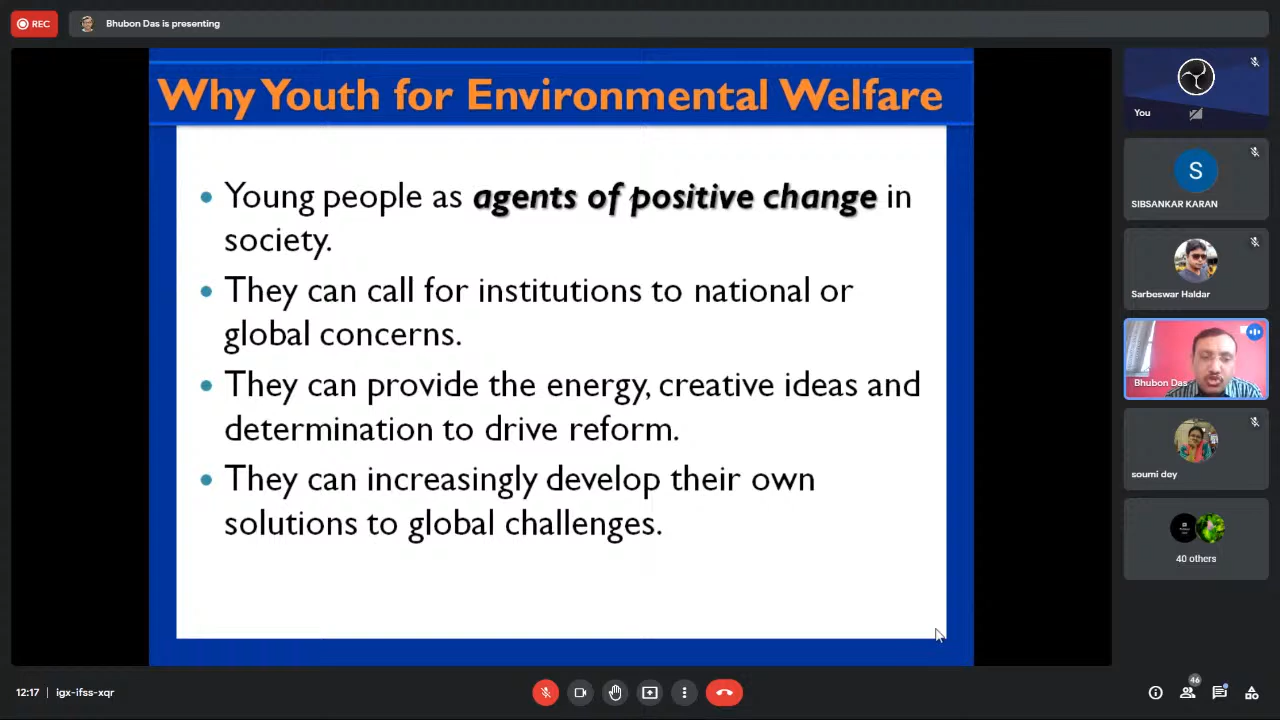 REC
Bhubon Das is presenting
Why Youth for Environmental Welfare
• Young people as agents of positive change in
society.
• They can call for institutions to national or
global concerns.
• They can provide the energy, creative ideas and
determination to drive reform.
• They can increasingly develop their own
solutions to global challenges.
You
S
SIBSANKAR KARAN
Sarbeswar Haldar
Bhubon Das
soumi dey
40 others
12:17 | igx-ifss-xqr
46